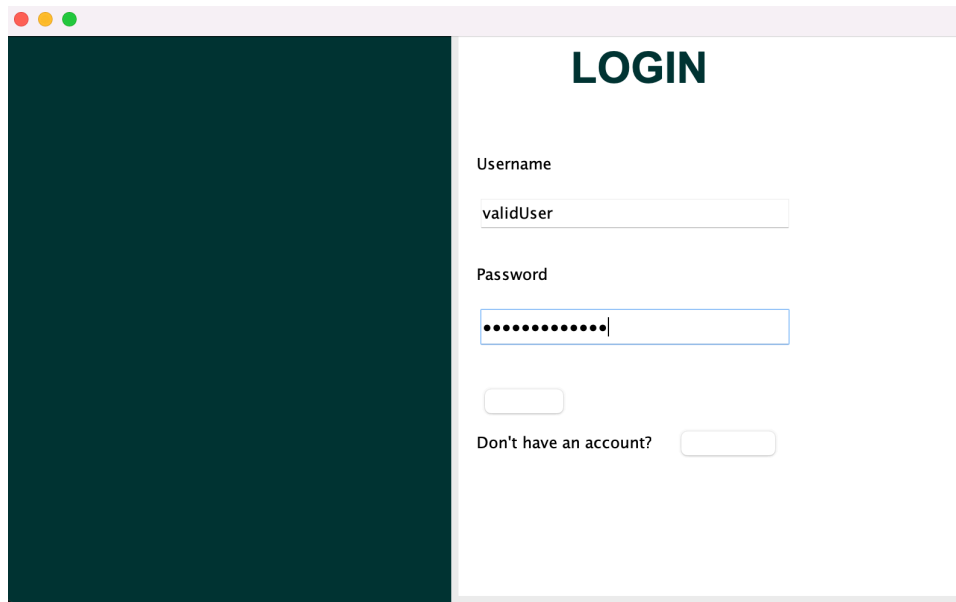 LOGIN
Username
validUser
Password
•••••••••••••
Don't have an account?